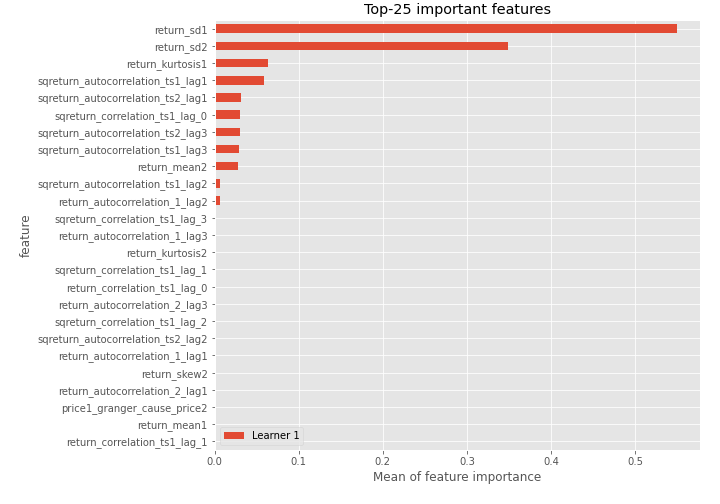 Top-25 important features
return_sd1
return_sd2
return_kurtosis1
sqreturn_autocorrelation_ts1_lag1
sqreturn_autocorrelation_ts2_lag1
sqreturn_correlation_ts1_lag_0
sqreturn_autocorrelation_ts2_lag3
sqreturn_autocorrelation_ts1_lag3
return_mean2
sqreturn_autocorrelation_ts1_lag2
return_autocorrelation_1_lag2
sqreturn_correlation_ts1_lag_3
return_autocorrelation_1_lag3
return_kurtosis2
sqreturn_correlation_ts1_lag_1
return_correlation_ts1_lag_0
return_autocorrelation_2_lag3
sqreturn_correlation_ts1_lag_2
sqreturn_autocorrelation_ts2_lag2
return_autocorrelation_1_lag1
return_skew2
return_autocorrelation_2_lag1
price1_granger_cause_price2
return_mean1
return_correlation_ts1_lag_1
feature
Learner 1
0.0 0.1 0.2 0.3 0.4 0.5
Mean of feature importance